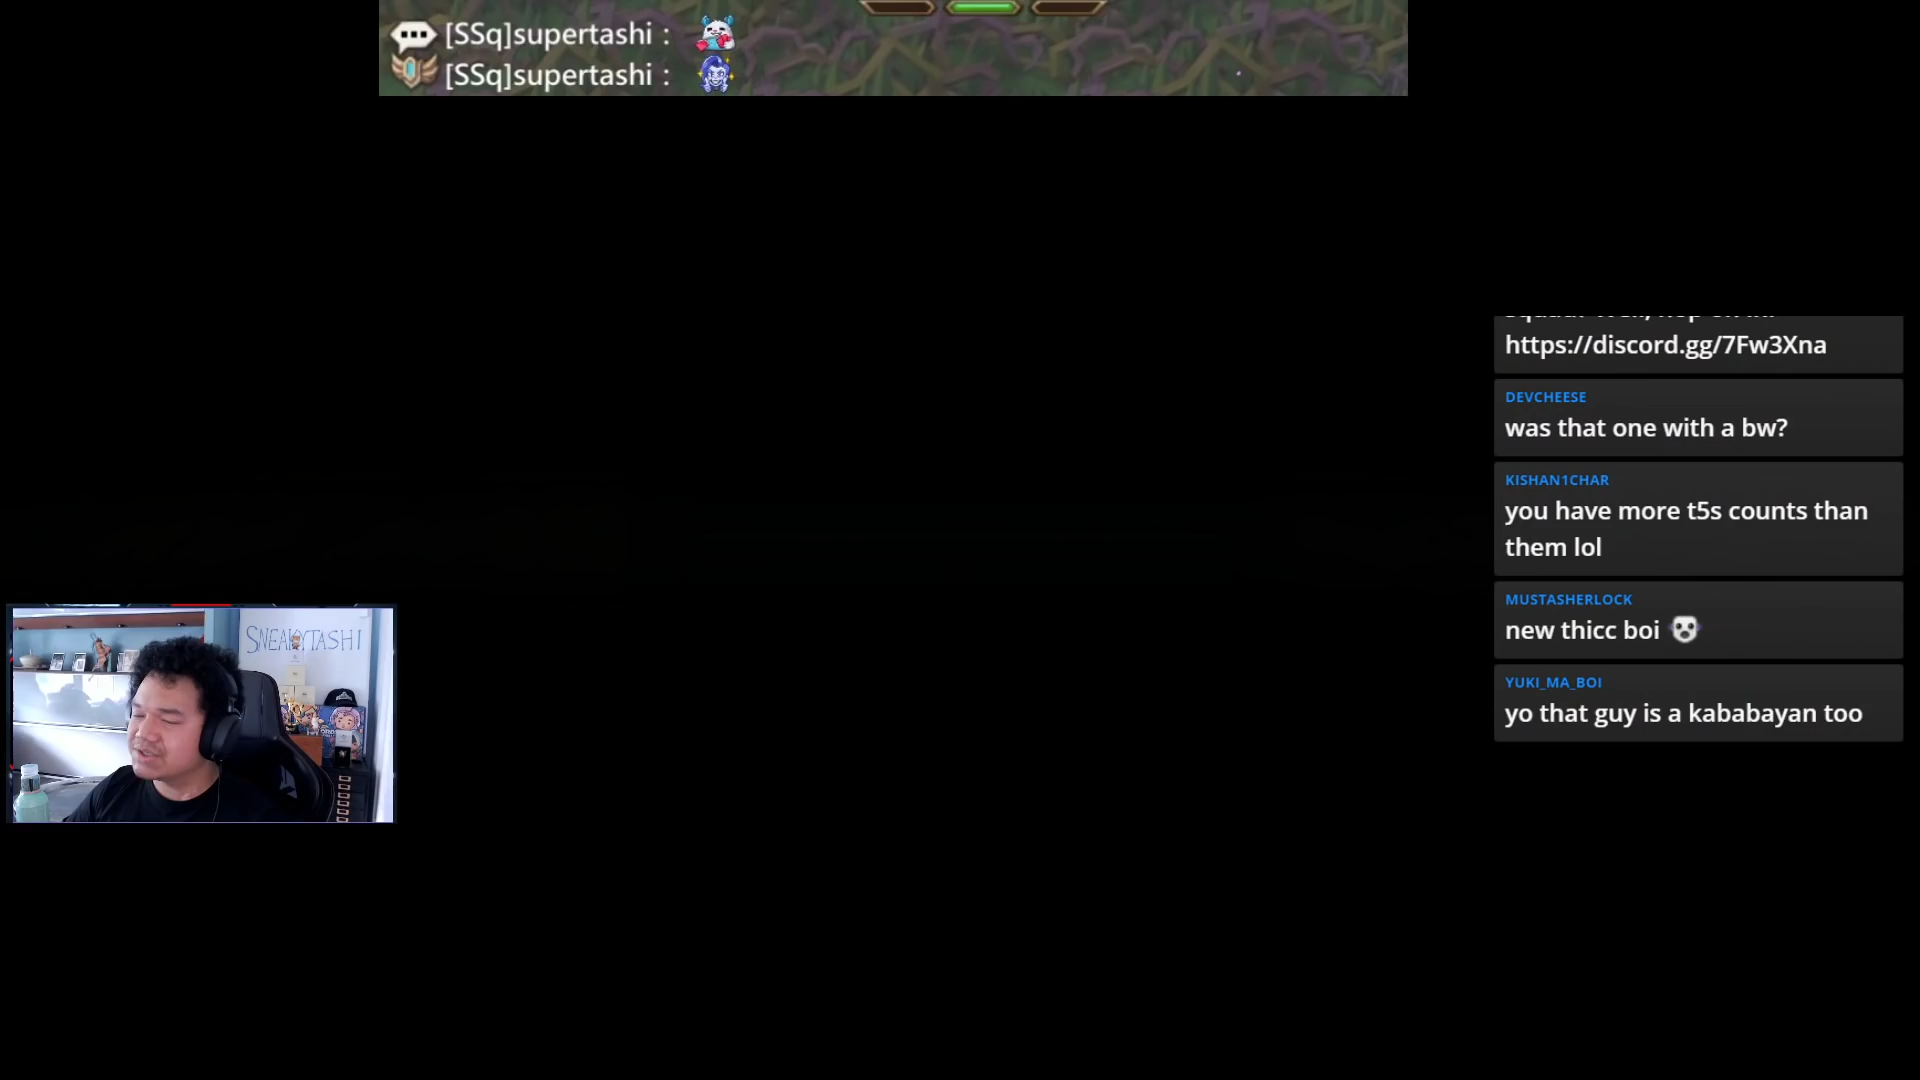 [SSq]supertashi :
[SSq]supertashi :
https://discord.gg/7Fw3Xna
DEVCHEESE
was that one with a bw?
KISHAN1CHAR
you have more t5s counts than
them lol
MUSTASHERLOCK
new thicc boi
YUKI_MA_BOI
yo that guy is a kababayan too
SNEAKYTASHI